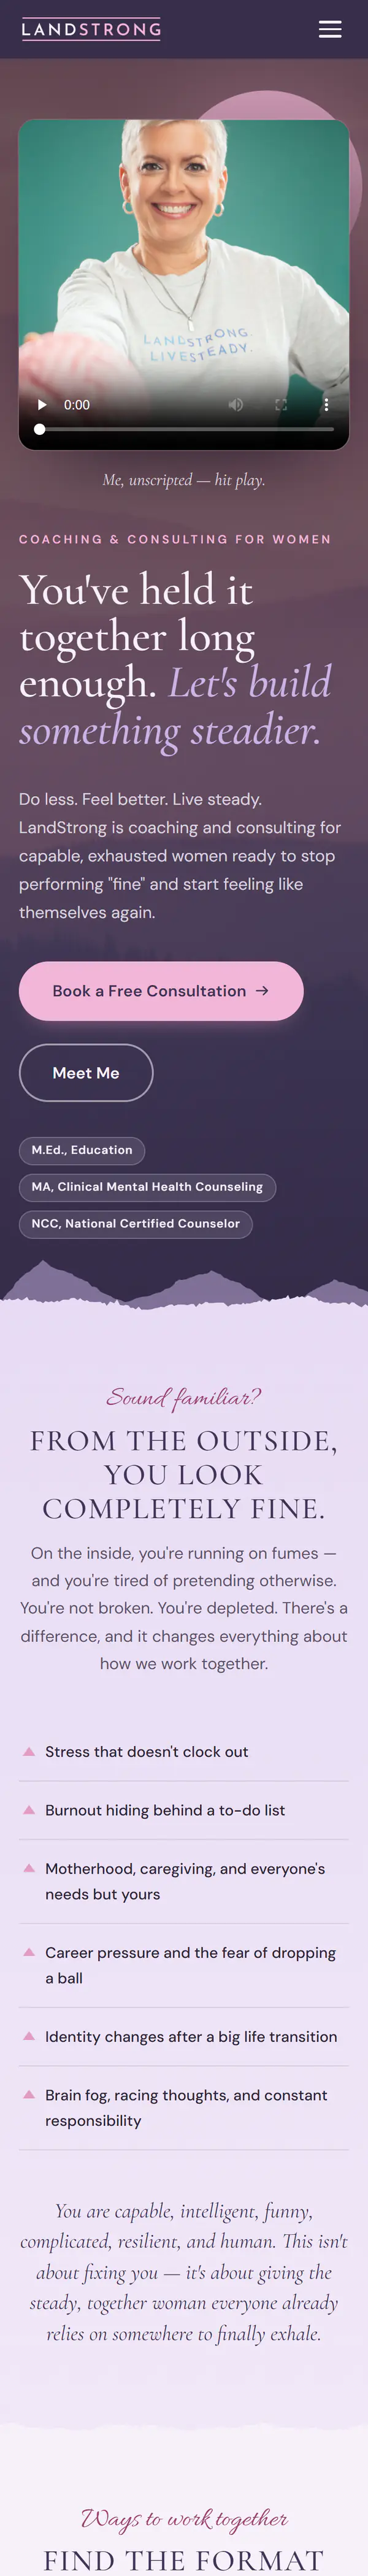 LANDSTRONG
LANDSTRONG
LIVESTEADY.
0:00
Me, unscripted — hit play.
COACHING & CONSULTING FOR WOMEN
You've held it
together long
enough. Let's build
something steadier.
Do less. Feel better. Live steady.
LandStrong is coaching and consulting for
capable, exhausted women ready to stop
performing "fine" and start feeling like
themselves again.
Book a Free Consultation →
Meet Me
M.Ed., Education
MA, Clinical Mental Health Counseling
NCC, National Certified Counselor
Sound familiar?
FROM THE OUTSIDE,
YOU LOOK
COMPLETELY FINE.
On the inside, you're running on fumes —
and you're tired of pretending otherwise.
You're not broken. You're depleted. There's a
difference, and it changes everything about
how we work together.
Stress that doesn't clock out
Burnout hiding behind a to-do list
Motherhood, caregiving, and everyone's
needs but yours
Career pressure and the fear of dropping
a ball
Identity changes after a big life transition
Brain fog, racing thoughts, and constant
responsibility
You are capable, intelligent, funny,
complicated, resilient, and human. This isn't
about fixing you — it's about giving the
steady, together woman everyone already
relies on somewhere to finally exhale.
Ways to work together
FIND THE FORMAT